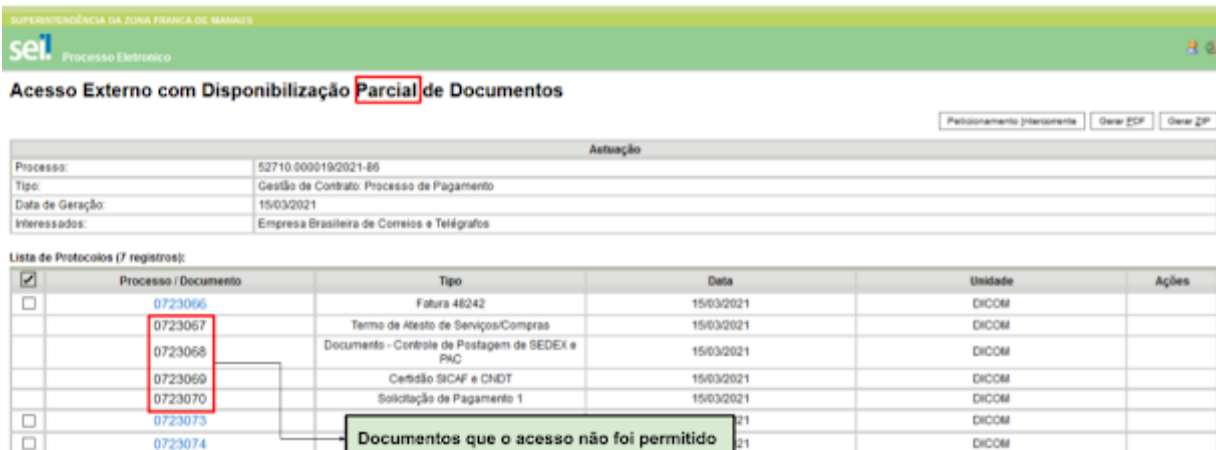 SUPERINTENDÊNCIA DA ZONA FRANCA DE MANAUS
sei! Processo Eletronico
Acesso Externo com Disponibilização Parcial de Documentos
Peticionamento Intercorrente Gerar PDF Gerar ZIP
Autuação
Processo: 52710.000019/2021-86
Tipo: Gestão de Contrato: Processo de Pagamento
Data de Geração: 15/03/2021
Interessados: Empresa Brasileira de Correios e Telégrafos
Lista de Protocolos (7 registros):
Processo / Documento Tipo Data Unidade Ações
0723066 Fatura 48242 15/03/2021 DICOM
0723067 Termo de Atesto de Serviços/Compras 15/03/2021 DICOM
0723068 Documento - Controle de Postagem de SEDEX e PAC 15/03/2021 DICOM
0723069 Certidão SICAF e CNDT 15/03/2021 DICOM
0723070 Solicitação de Pagamento 1 15/03/2021 DICOM
0723073 21 DICOM
Documentos que o acesso não foi permitido
0723074 21 DICOM